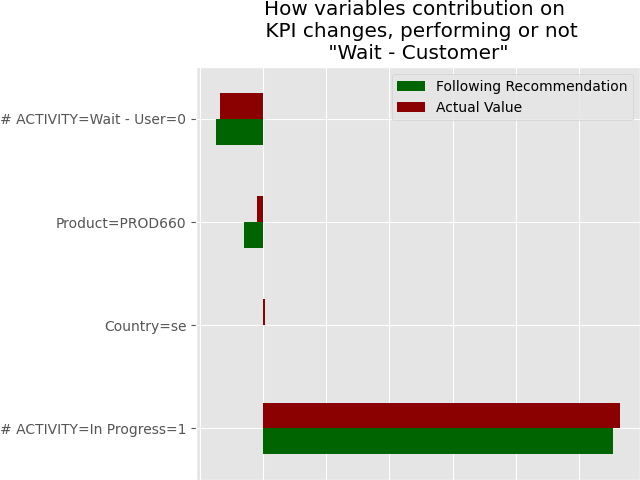 How variables contribution on
KPI changes, performing or not
"Wait - Customer"
Following Recommendation
Actual Value
# ACTIVITY=Wait - User=0
Product=PROD660
Country=se
# ACTIVITY=In Progress=1